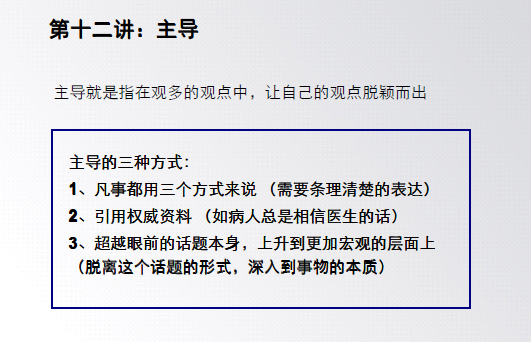 第十二讲：主导
主导就是指在观多的观点中，让自己的观点脱颖而出
主导的三种方式：
1、凡事都用三个方式来说（需要条理清楚的表达）
2、引用权威资料（如病人总是相信医生的话）
3、超越眼前的话题本身，上升到更加宏观的层面上
（脱离这个话题的形式，深入到事物的本质）